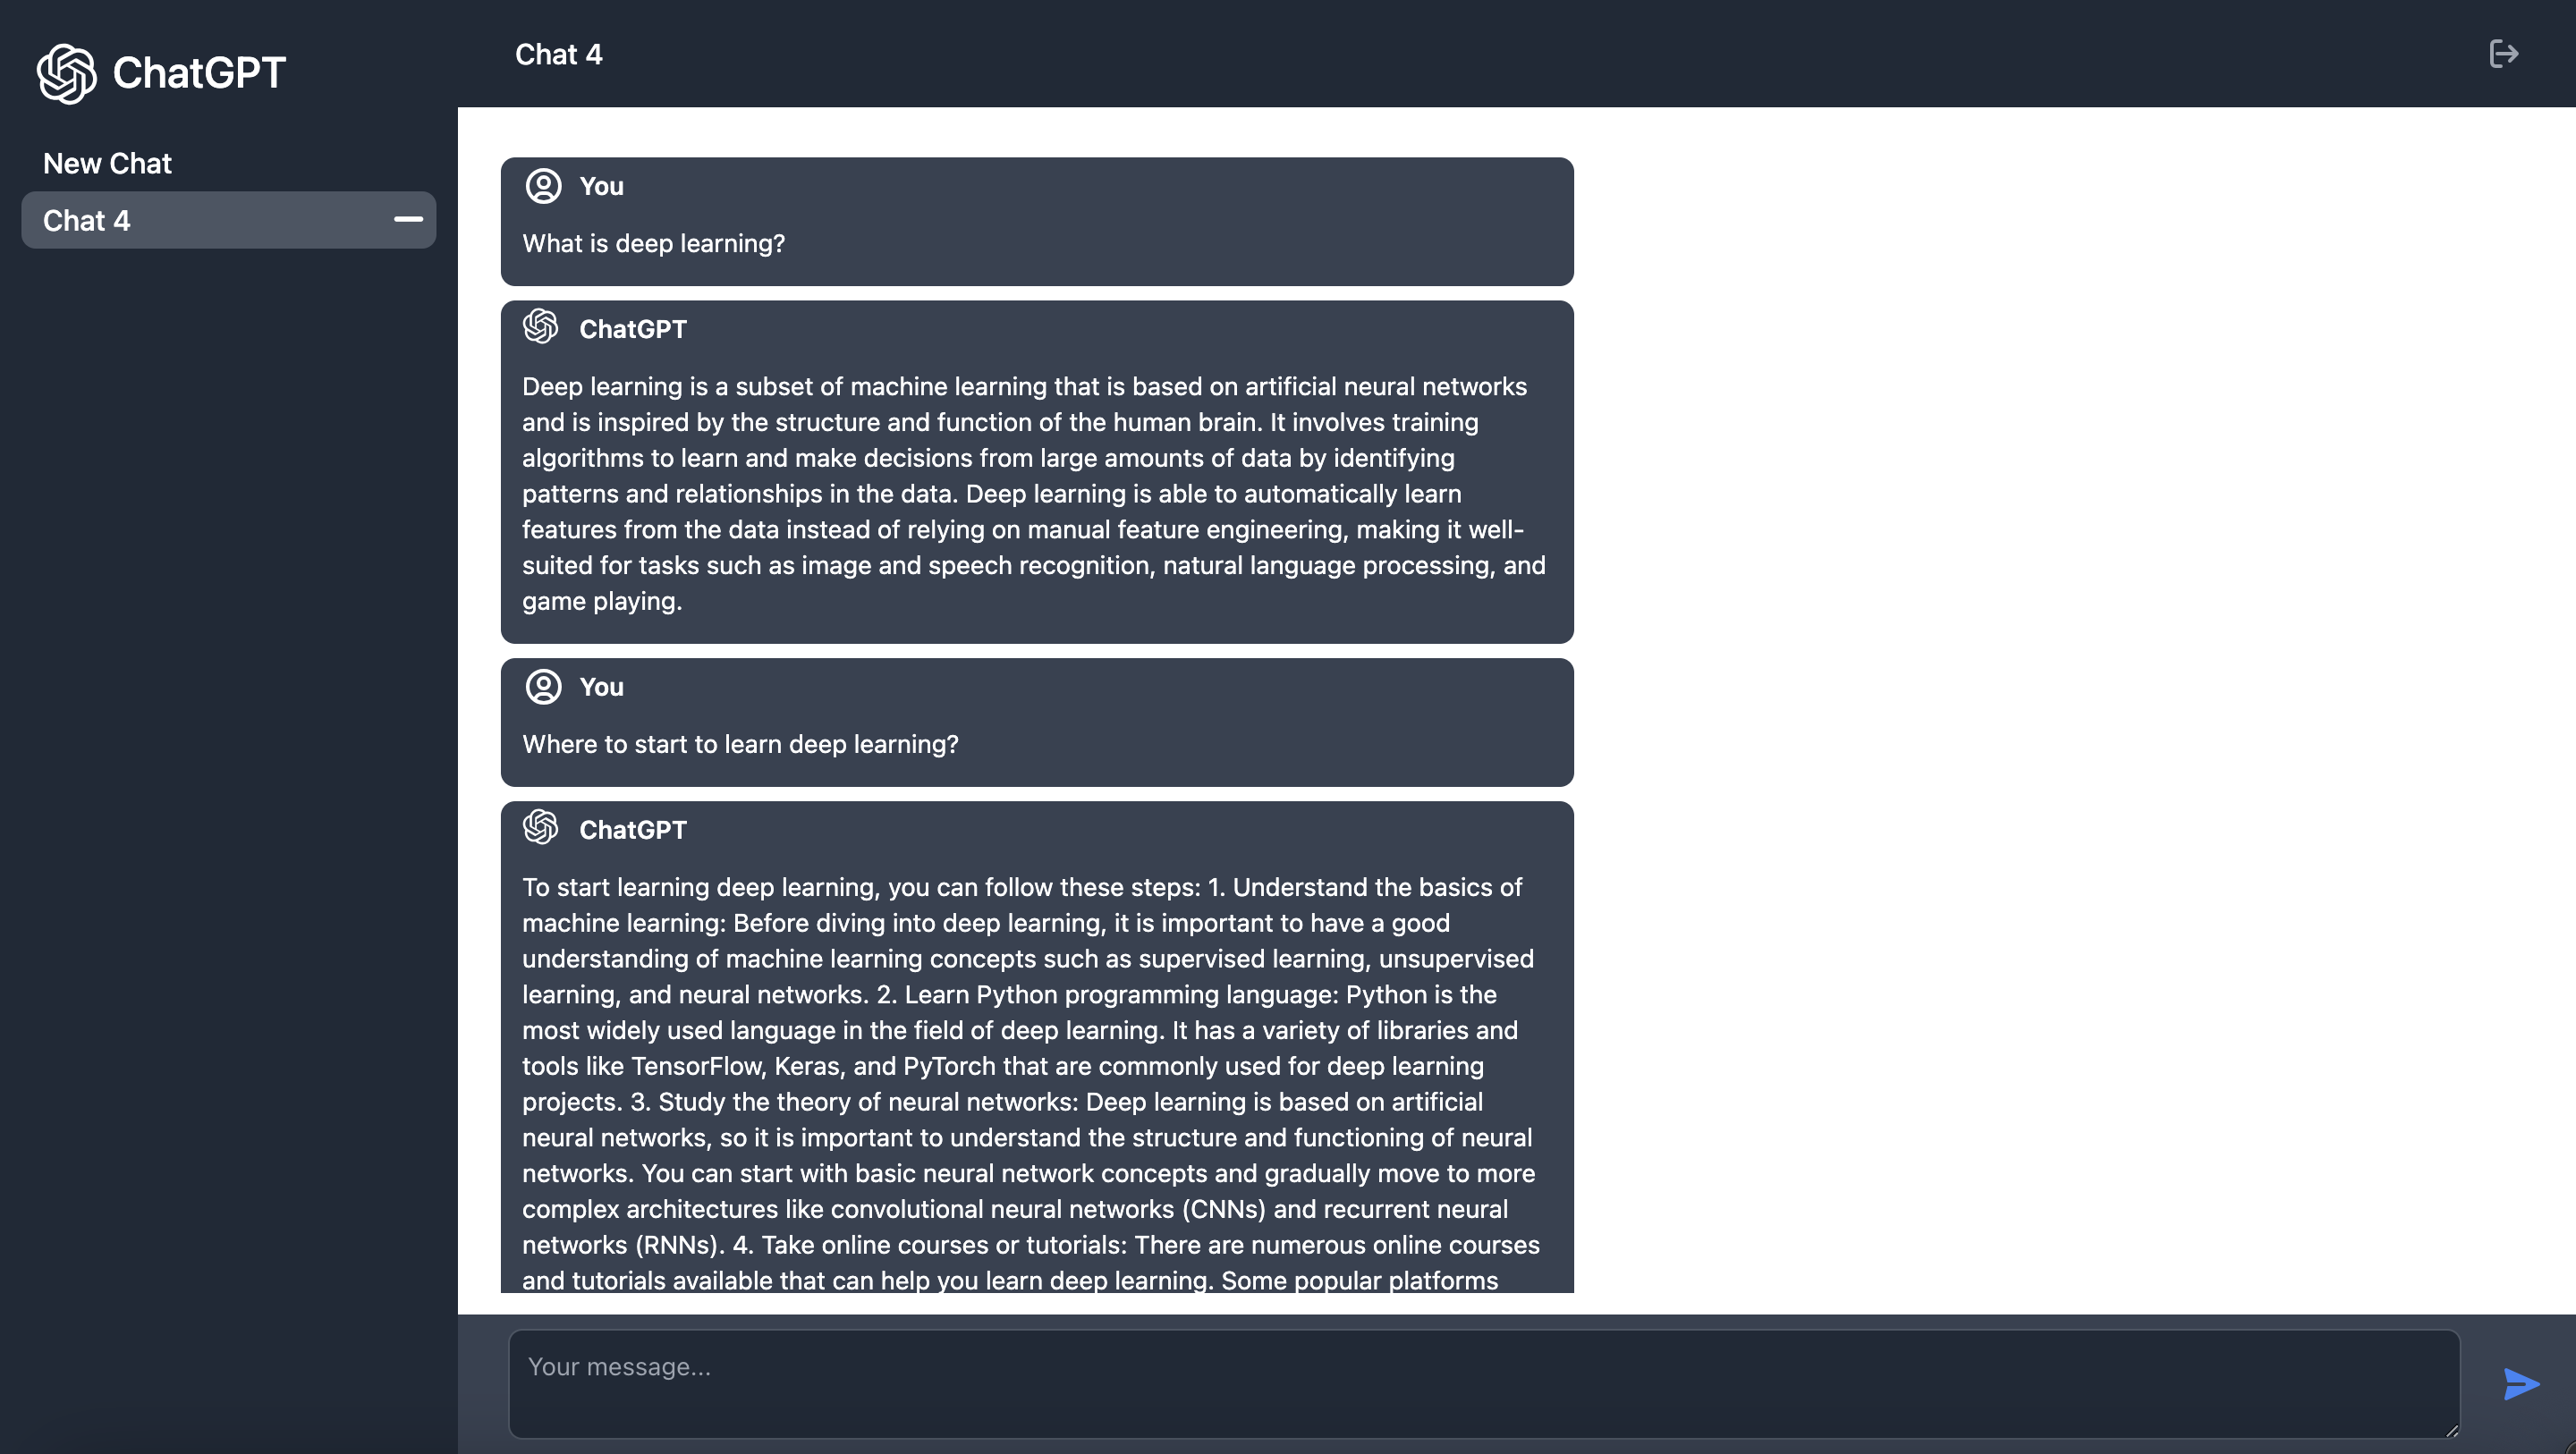 ChatGPT
New Chat
Chat 4
Chat 4
You
What is deep learning?
ChatGPT
Deep learning is a subset of machine learning that is based on artificial neural networks
and is inspired by the structure and function of the human brain. It involves training
algorithms to learn and make decisions from large amounts of data by identifying
patterns and relationships in the data. Deep learning is able to automatically learn
features from the data instead of relying on manual feature engineering, making it well-
suited for tasks such as image and speech recognition, natural language processing, and
game playing.
You
Where to start to learn deep learning?
ChatGPT
To start learning deep learning, you can follow these steps: 1. Understand the basics of
machine learning: Before diving into deep learning, it is important to have a good
understanding of machine learning concepts such as supervised learning, unsupervised
learning, and neural networks. 2. Learn Python programming language: Python is the
most widely used language in the field of deep learning. It has a variety of libraries and
tools like TensorFlow, Keras, and PyTorch that are commonly used for deep learning
projects. 3. Study the theory of neural networks: Deep learning is based on artificial
neural networks, so it is important to understand the structure and functioning of neural
networks. You can start with basic neural network concepts and gradually move to more
complex architectures like convolutional neural networks (CNNs) and recurrent neural
networks (RNNs). 4. Take online courses or tutorials: There are numerous online courses
and tutorials available that can help you learn deep learning. Some popular platforms
Your message...